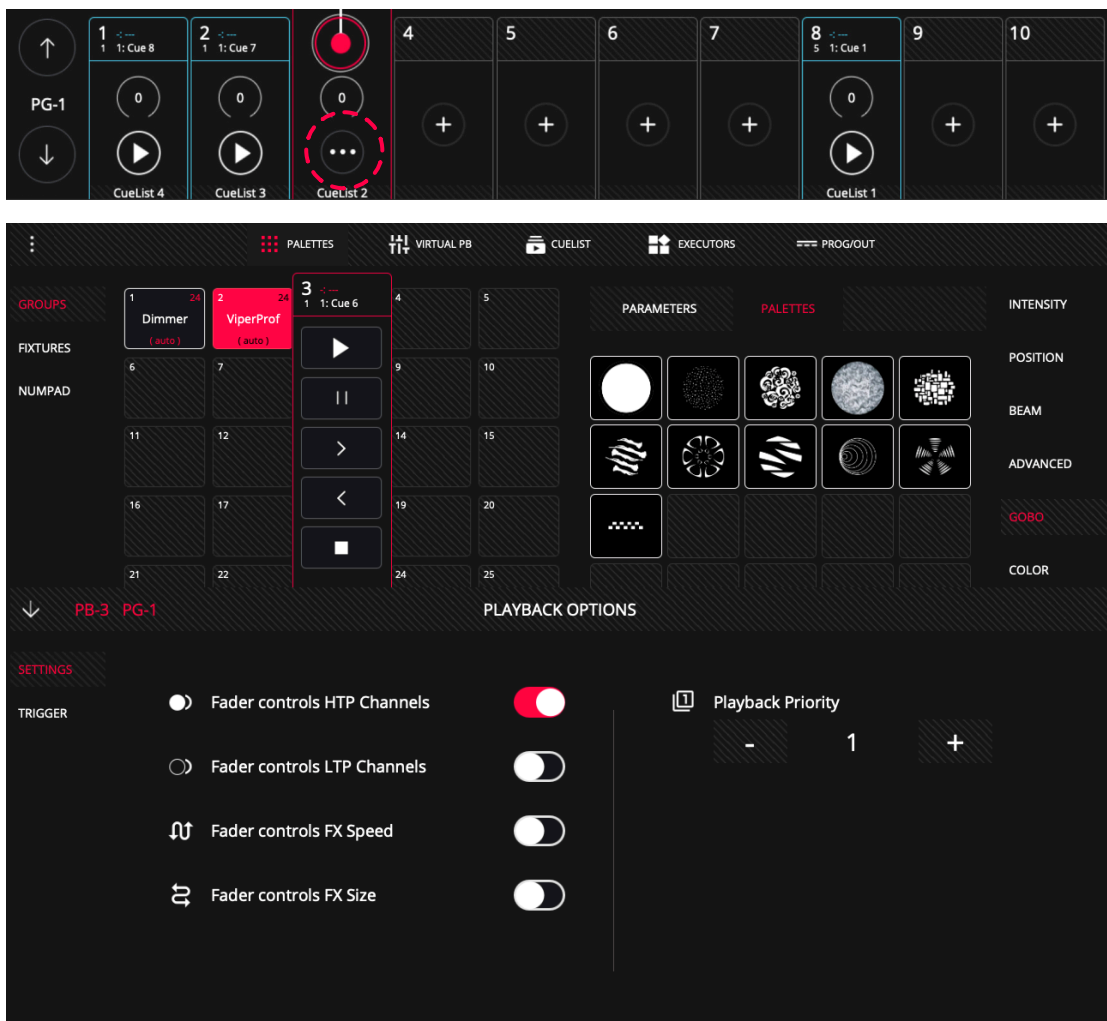 1 -:---
1 1: Cue 8
2 -:---
1 1: Cue 7
4
5
6
7
8 -:---
5 1: Cue 1
9
10
PG-1
0
0
0
0
+
+
+
+
+
+
CueList 4
CueList 3
CueList 2
CueList 1
PALETTES
VIRTUAL PB
CUELIST
EXECUTORS
PROG/OUT
GROUPS
FIXTURES
NUMPAD
1 24
Dimmer
( auto )
2 24
ViperProf
( auto )
3 -:---
1 1: Cue 6
4
5
6
7
9
10
11
12
14
15
16
17
19
20
21
22
24
25
PARAMETERS
PALETTES
INTENSITY
POSITION
BEAM
ADVANCED
GOBO
COLOR
PB-3 PG-1
PLAYBACK OPTIONS
SETTINGS
TRIGGER
Fader controls HTP Channels
Fader controls LTP Channels
Fader controls FX Speed
Fader controls FX Size
1 Playback Priority
- 1 +